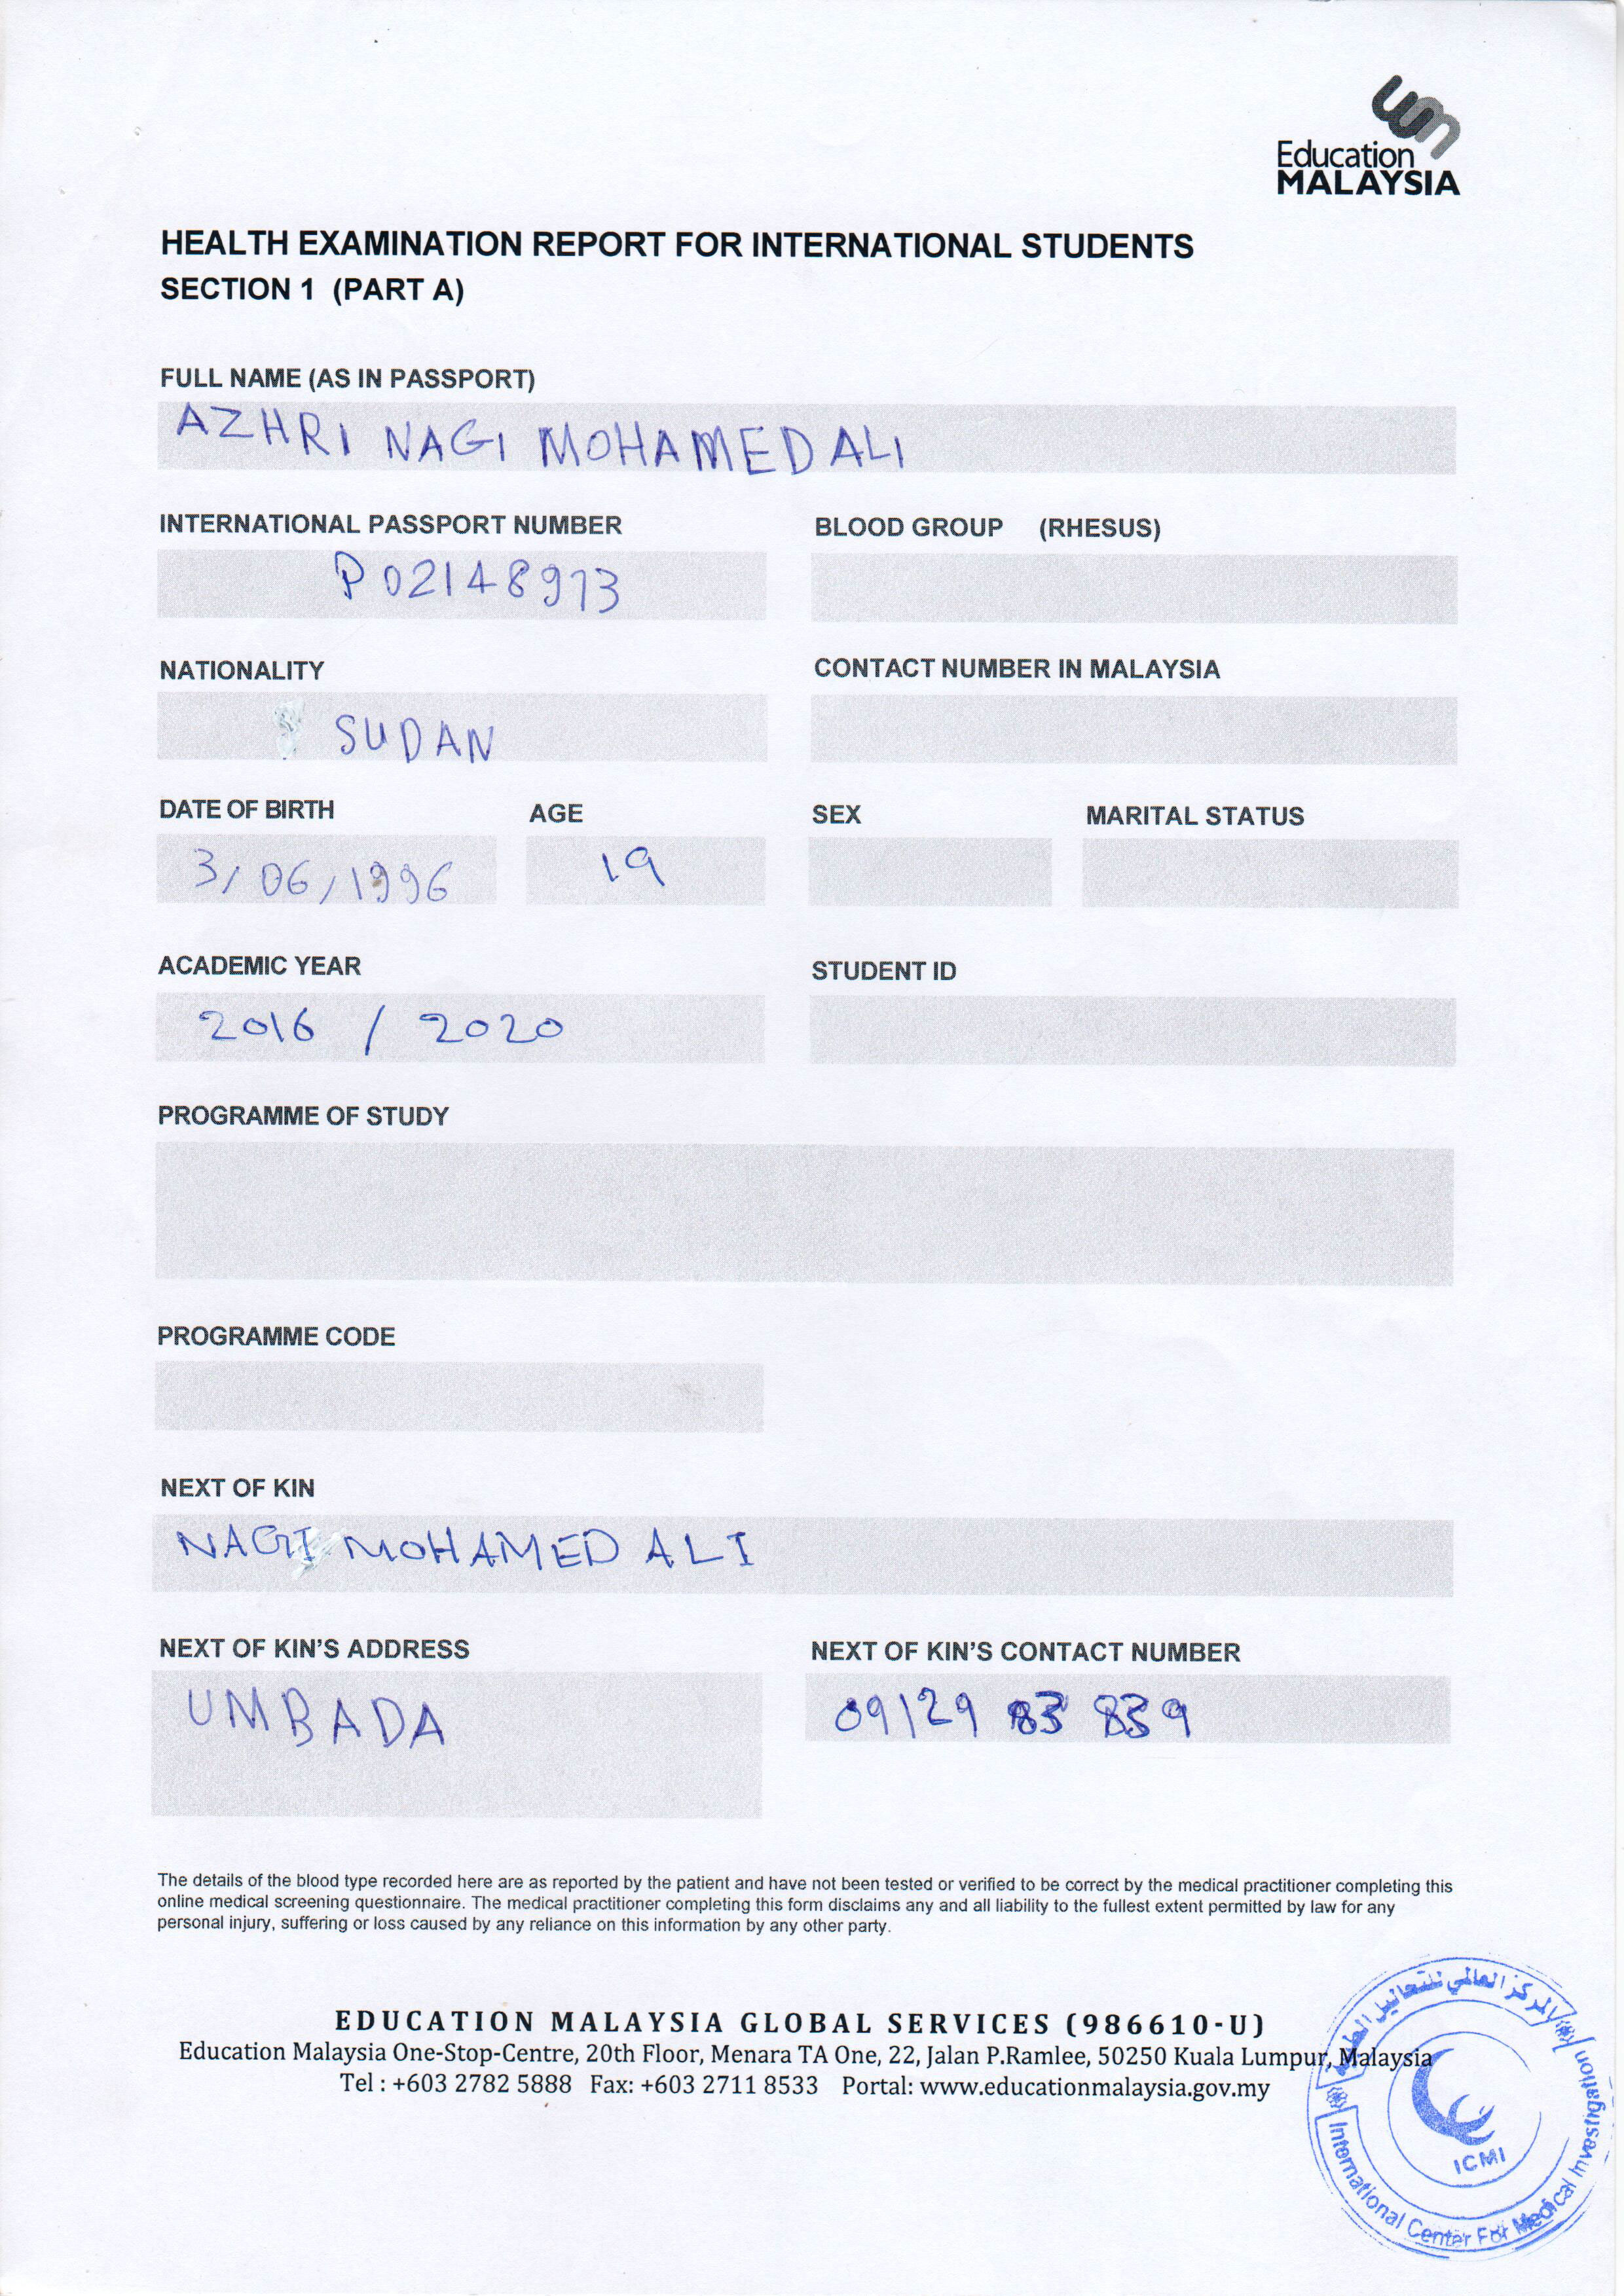 Education
MALAYSIA
HEALTH EXAMINATION REPORT FOR INTERNATIONAL STUDENTS
SECTION 1 (PART A)
FULL NAME (AS IN PASSPORT)
AZHRI NAGI MOHAMED ALI
INTERNATIONAL PASSPORT NUMBER BLOOD GROUP (RHESUS)
P02148973
NATIONALITY CONTACT NUMBER IN MALAYSIA
SUDAN
DATE OF BIRTH AGE SEX MARITAL STATUS
3/06/1996 19
ACADEMIC YEAR STUDENT ID
2016 / 2020
PROGRAMME OF STUDY
PROGRAMME CODE
NEXT OF KIN
NAGI MOHAMED ALI
NEXT OF KIN'S ADDRESS NEXT OF KIN'S CONTACT NUMBER
UMBADA 09129 83 839
The details of the blood type recorded here are as reported by the patient and have not been tested or verified to be correct by the medical practitioner completing this
online medical screening questionnaire. The medical practitioner completing this form disclaims any and all liability to the fullest extent permitted by law for any
personal injury, suffering or loss caused by any reliance on this information by any other party.
EDUCATION MALAYSIA GLOBAL SERVICES (986610-U)
Education Malaysia One-Stop-Centre, 20th Floor, Menara TA One, 22, Jalan P.Ramlee, 50250 Kuala Lumpur, Malaysia
Tel : +603 2782 5888 Fax: +603 2711 8533 Portal: www.educationmalaysia.gov.my
المركز العالمي للتحاليل الطبية
ICMI
International Center For Medical Investigation